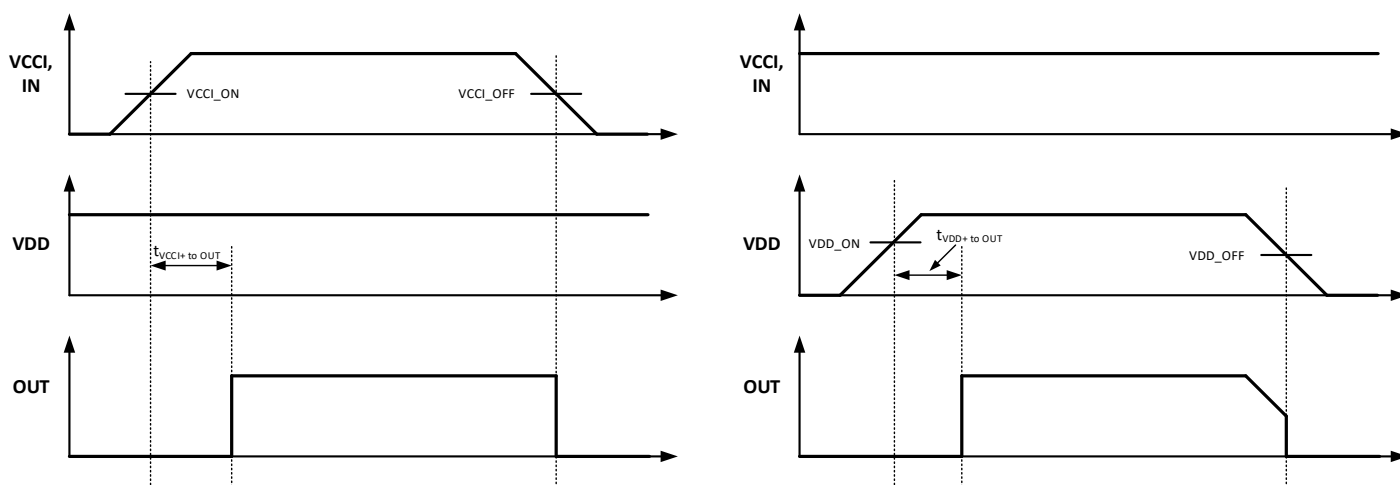 VCCI,
IN
VCCI_ON
VCCI_OFF
VDD
tVCCI+ to OUT
OUT
VCCI,
IN
VDD
VDD_ON
tVDD+ to OUT
VDD_OFF
OUT